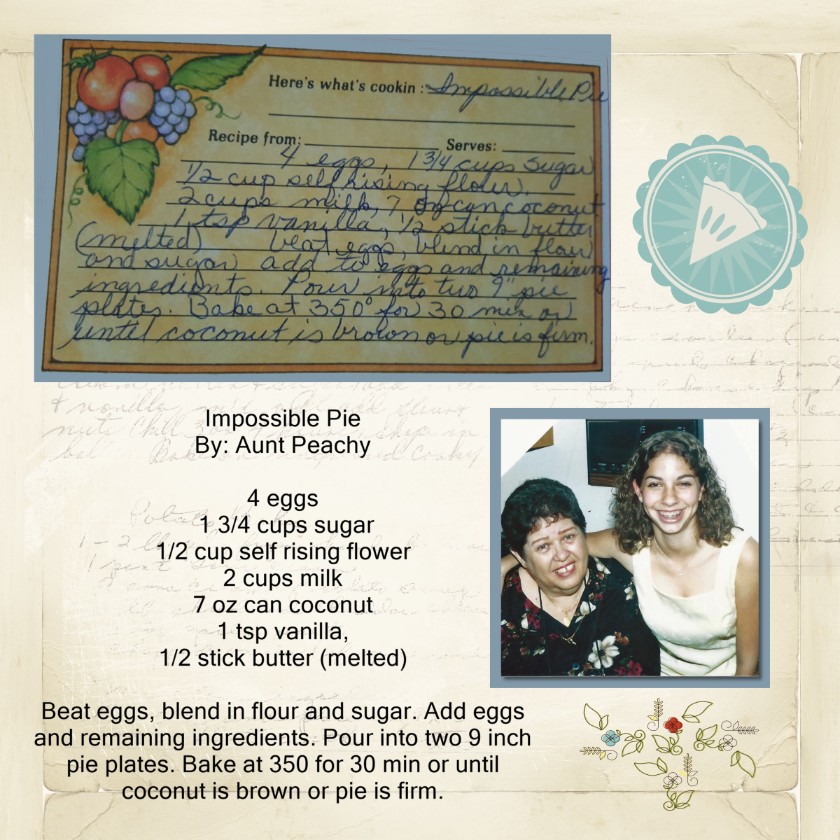 Here's what's cookin : Impossible Pie
Recipe from: Serves:
4 eggs, 1 3/4 cups sugar
1/2 cup self rising flour,
2 cups milk, 7 oz can coconut
1 tsp vanilla, 1/2 stick butter
(melted) beat eggs, blend in flour
and sugar) add to eggs and remaining
ingredients. Pour into two 9" pie
plates. Bake at 350° for 30 min or
until coconut is brown or pie is firm.
Impossible Pie
By: Aunt Peachy
4 eggs
1 3/4 cups sugar
1/2 cup self rising flower
2 cups milk
7 oz can coconut
1 tsp vanilla,
1/2 stick butter (melted)
Beat eggs, blend in flour and sugar. Add eggs
and remaining ingredients. Pour into two 9 inch
pie plates. Bake at 350 for 30 min or until
coconut is brown or pie is firm.